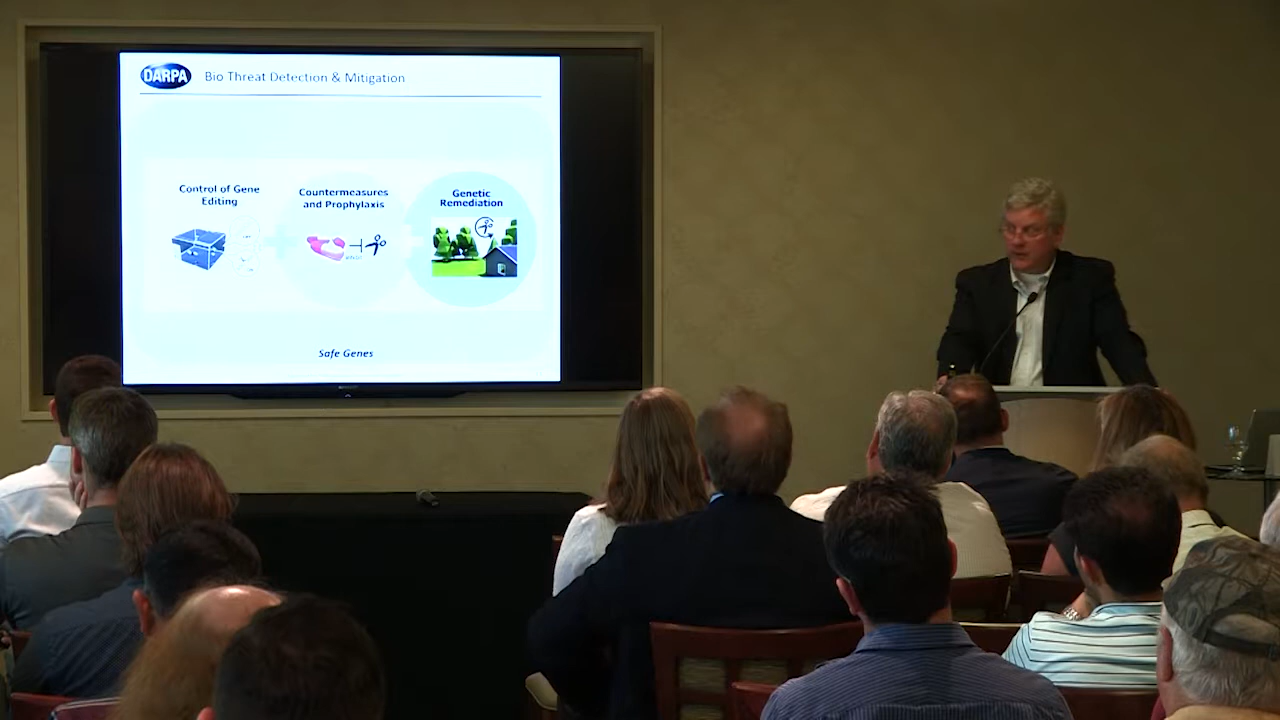 DARPA
Bio Threat Detection & Mitigation
Control of Gene
Editing
Countermeasures
and Prophylaxis
Genetic
Remediation
Safe Genes